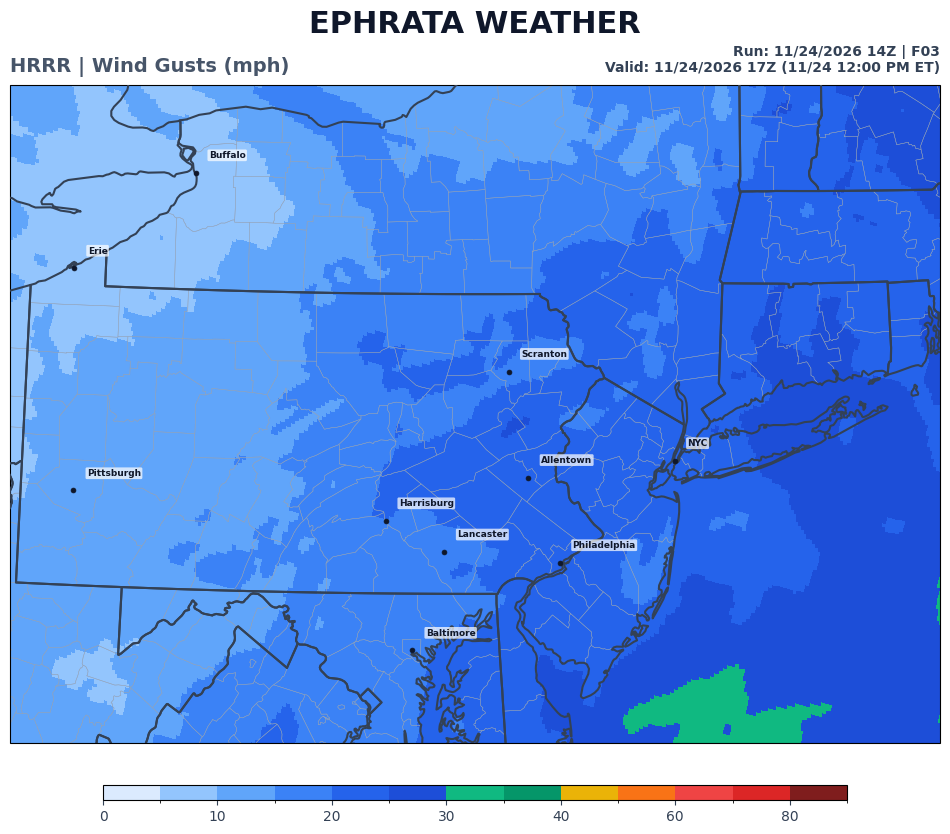 EPHRATA WEATHER
HRRR | Wind Gusts (mph)
Run: 11/24/2026 14Z | F03
Valid: 11/24/2026 17Z (11/24 12:00 PM ET)
Buffalo
Erie
Scranton
NYC
Allentown
Pittsburgh
Harrisburg
Lancaster
Philadelphia
Baltimore
0 10 20 30 40 50 60 70 80